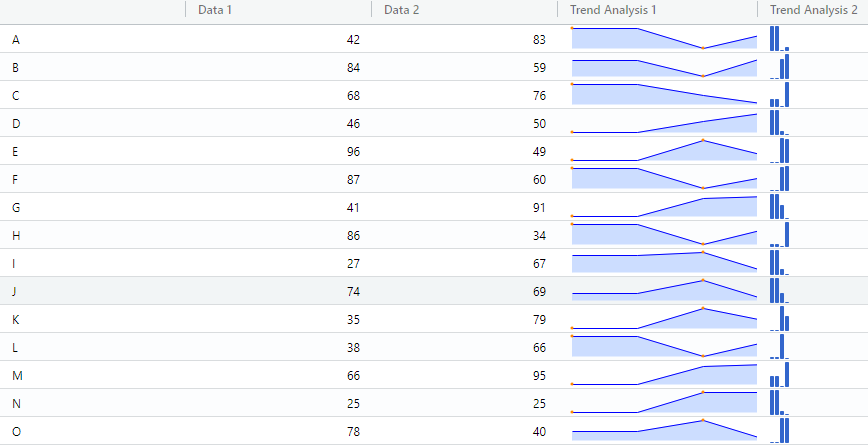 Data 1 Data 2 Trend Analysis 1 Trend Analysis 2
A 42 83
B 84 59
C 68 76
D 46 50
E 96 49
F 87 60
G 41 91
H 86 34
I 27 67
J 74 69
K 35 79
L 38 66
M 66 95
N 25 25
O 78 40